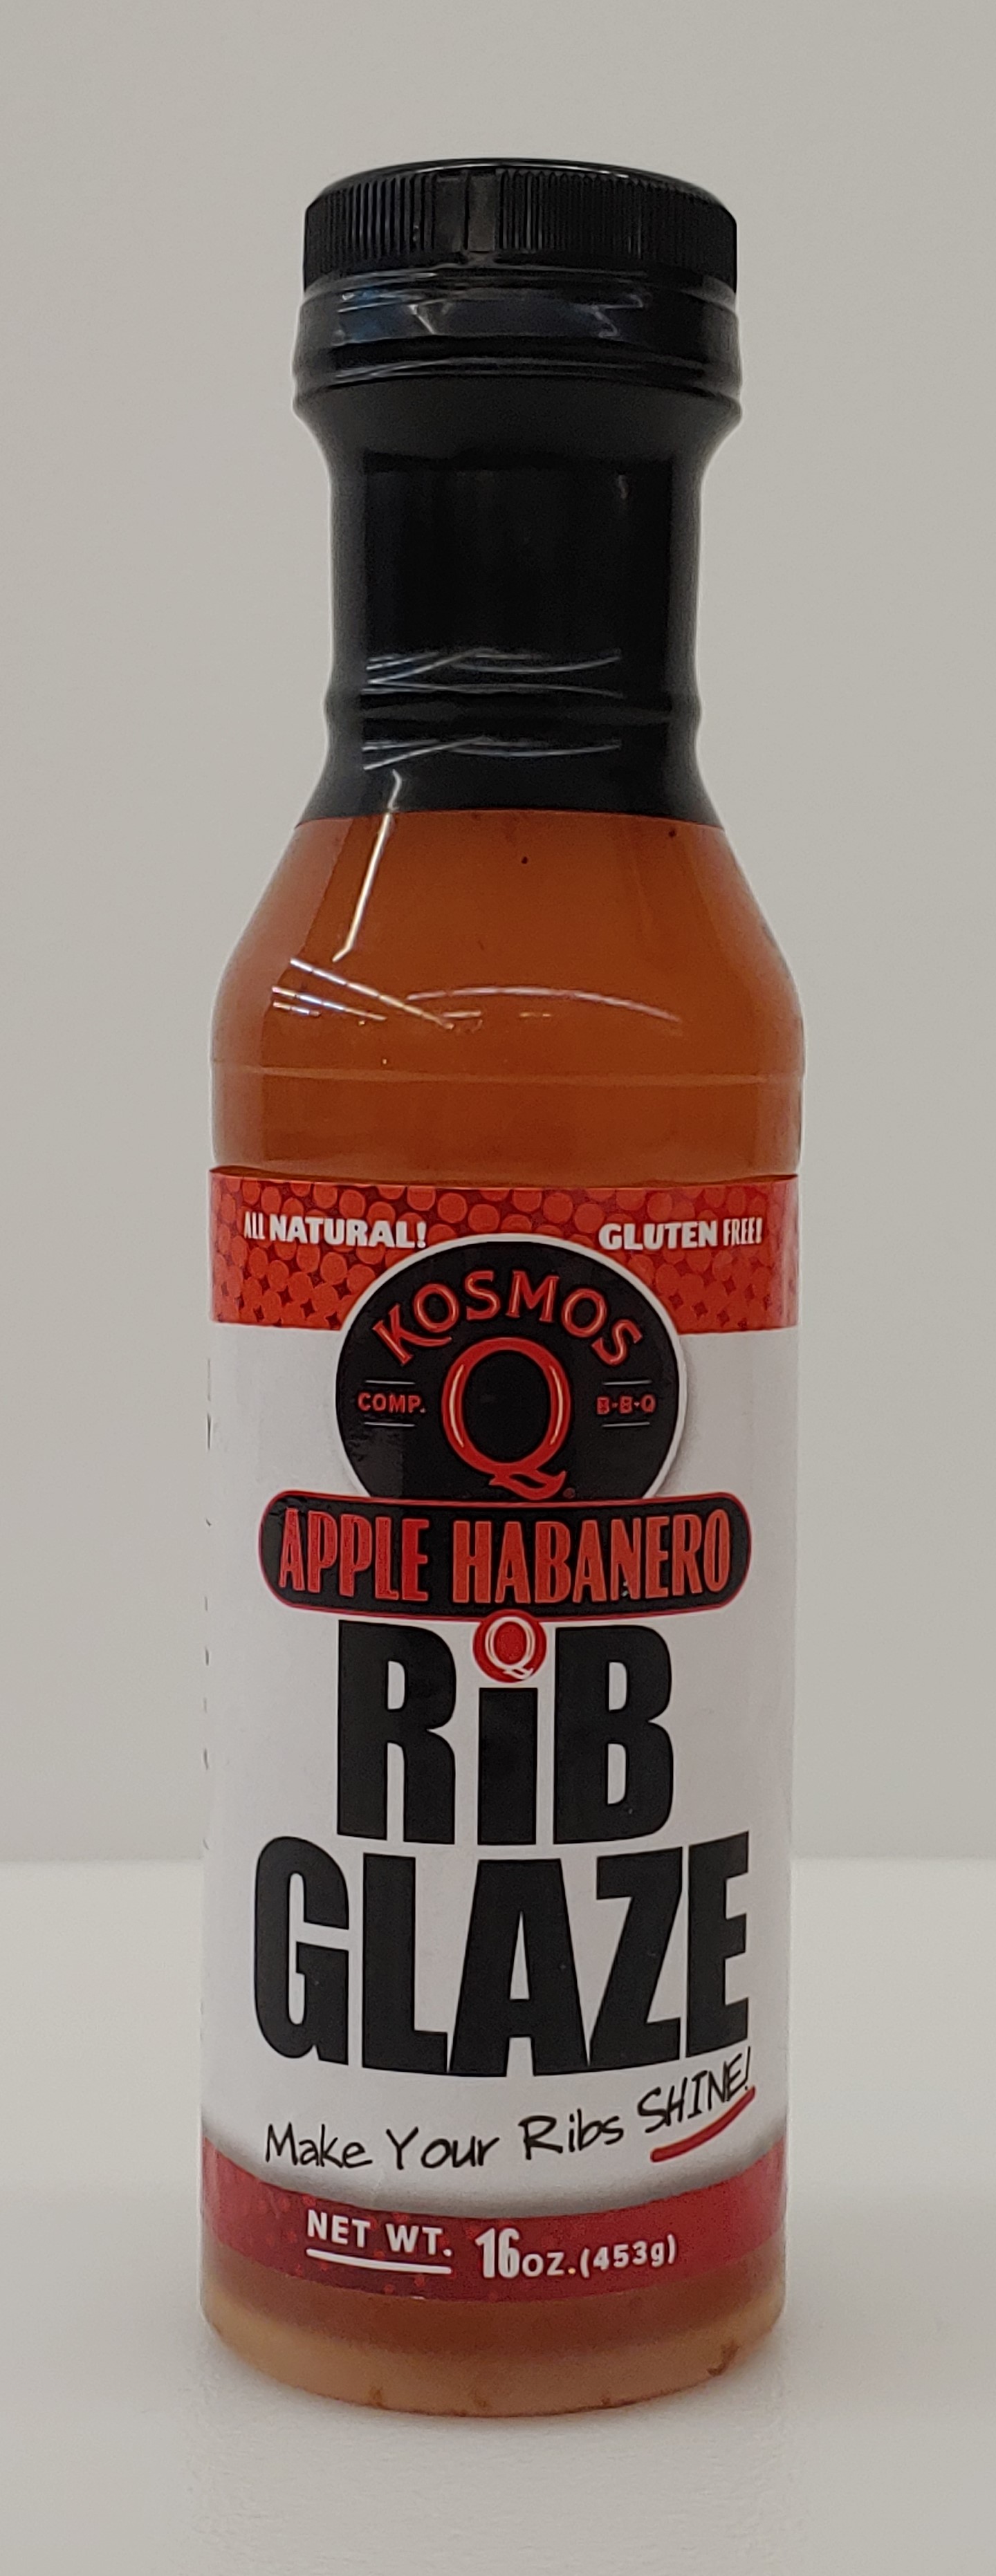 ALL NATURAL! GLUTEN FREE!
KOSMOS
COMP. Q B-B-Q
APPLE HABANERO
Q
RiB
GLAZE
Make Your Ribs SHINE!
NET WT. 16oz.(453g)